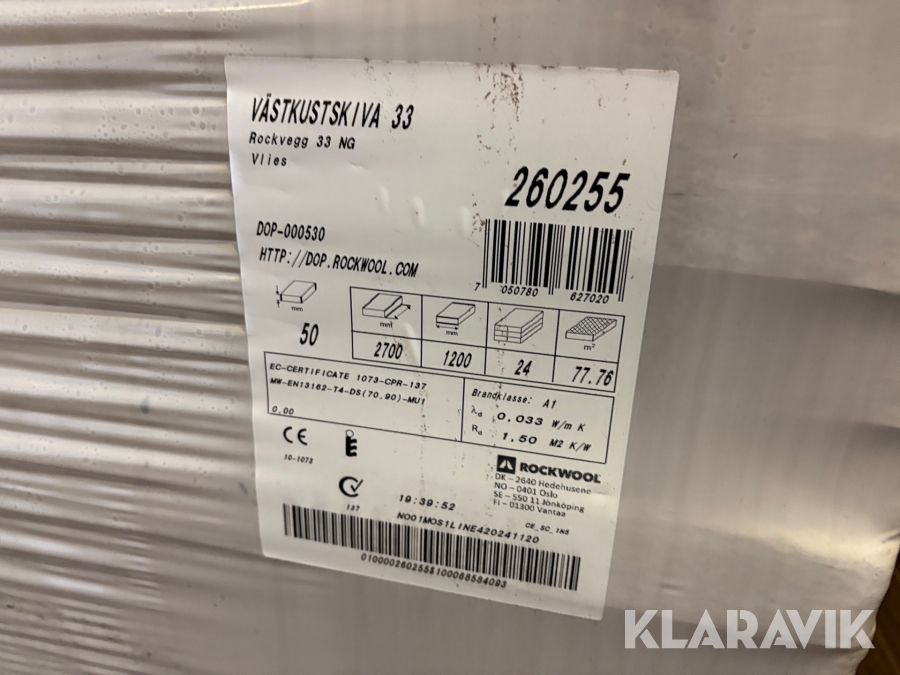 VÄSTKUSTSKIVA 33
Rockvegg 33 NG
Vlies
260255
DOP-000530
HTTP://DOP.ROCKWOOL.COM
7 050780 627020
mm
mm
mm
m²
50
2700
1200
24
77.76
EC-CERTIFICATE 1073-CPR-137
MW-EN13162-T4-DS(70,90)-MU1
0,00
Brandklasse: A1
λd 0.033 W/m K
Rd 1.50 M2 K/W
CE
1C-1073
137
ROCKWOOL
DK – 2640 Hedehusene
NO – 0401 Oslo
SE – 550 11 Jönköping
FI – 01300 Vantaa
19:39:52
CE_SC_INS
NO01MOS1LINE420241120
0100002602551100068584093
KLARAVIK